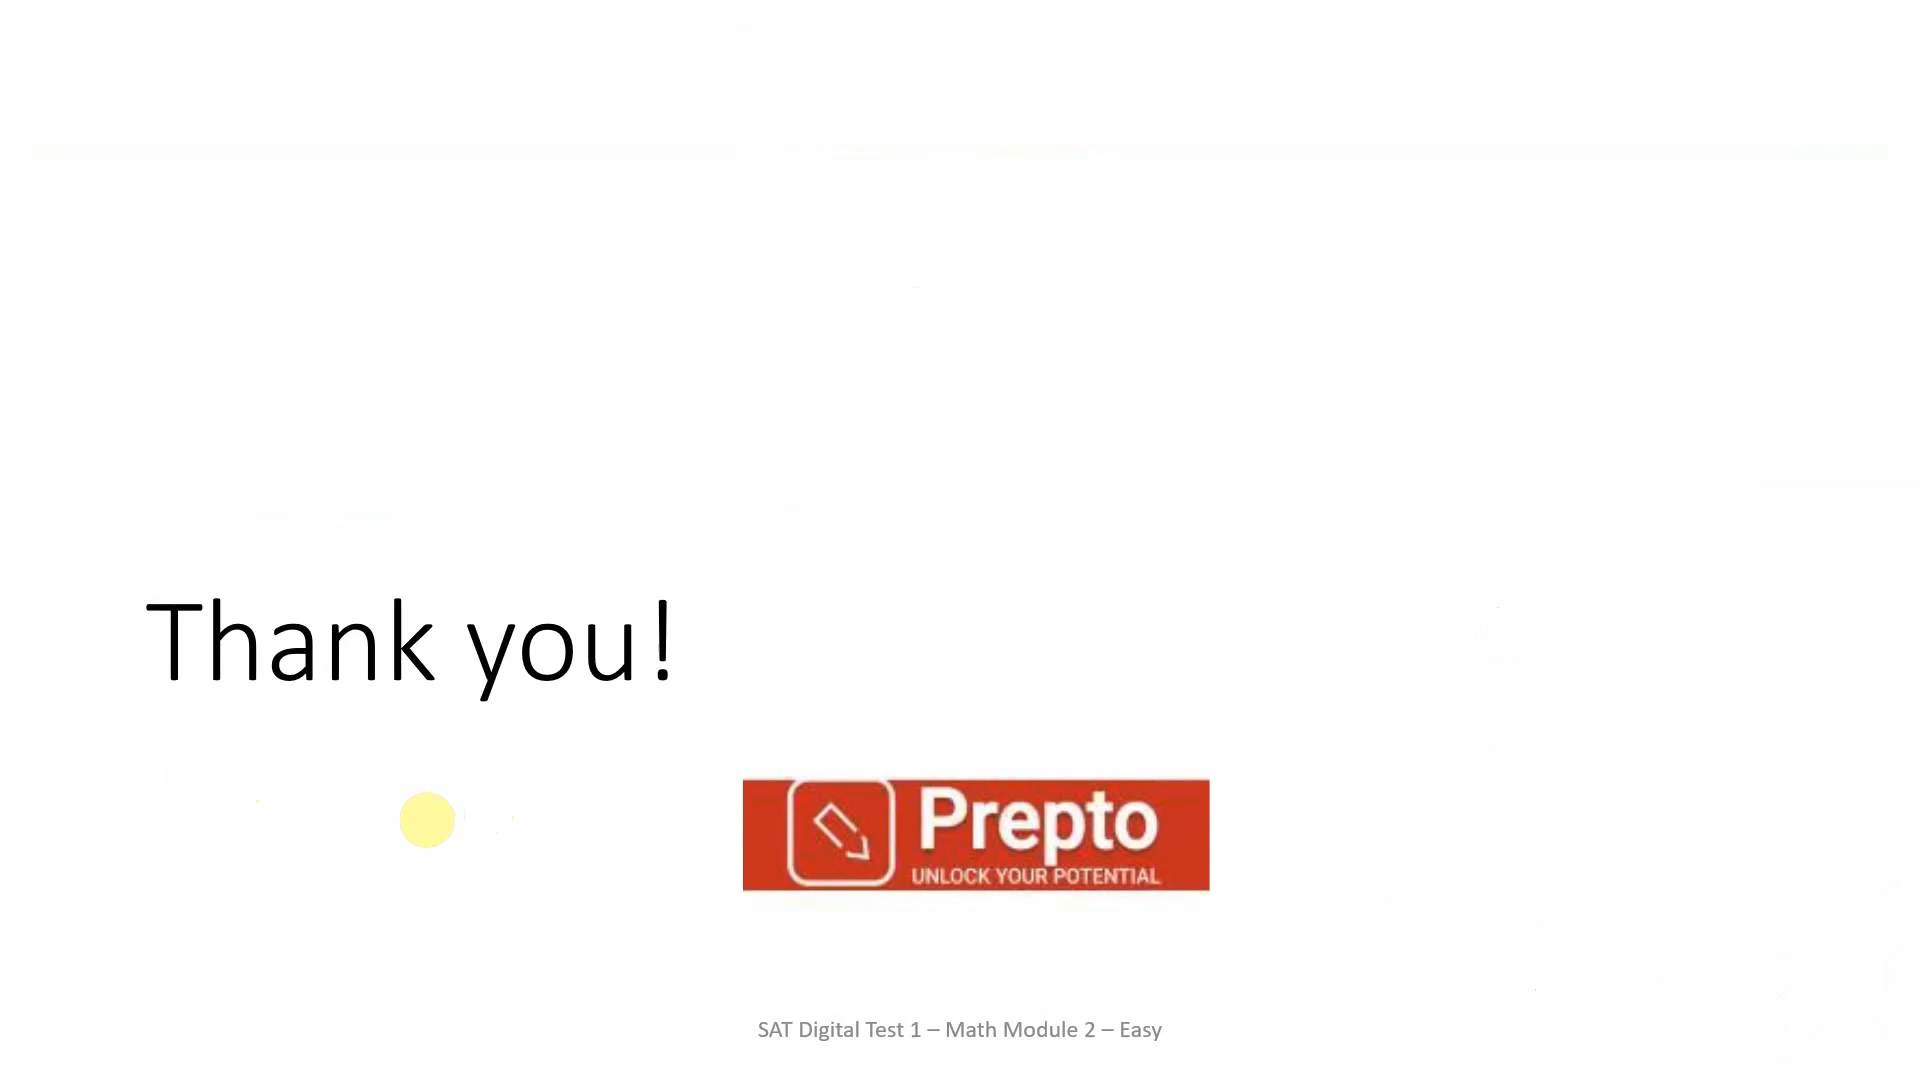 Thank you!
Prepto
UNLOCK YOUR POTENTIAL
SAT Digital Test 1 – Math Module 2 – Easy